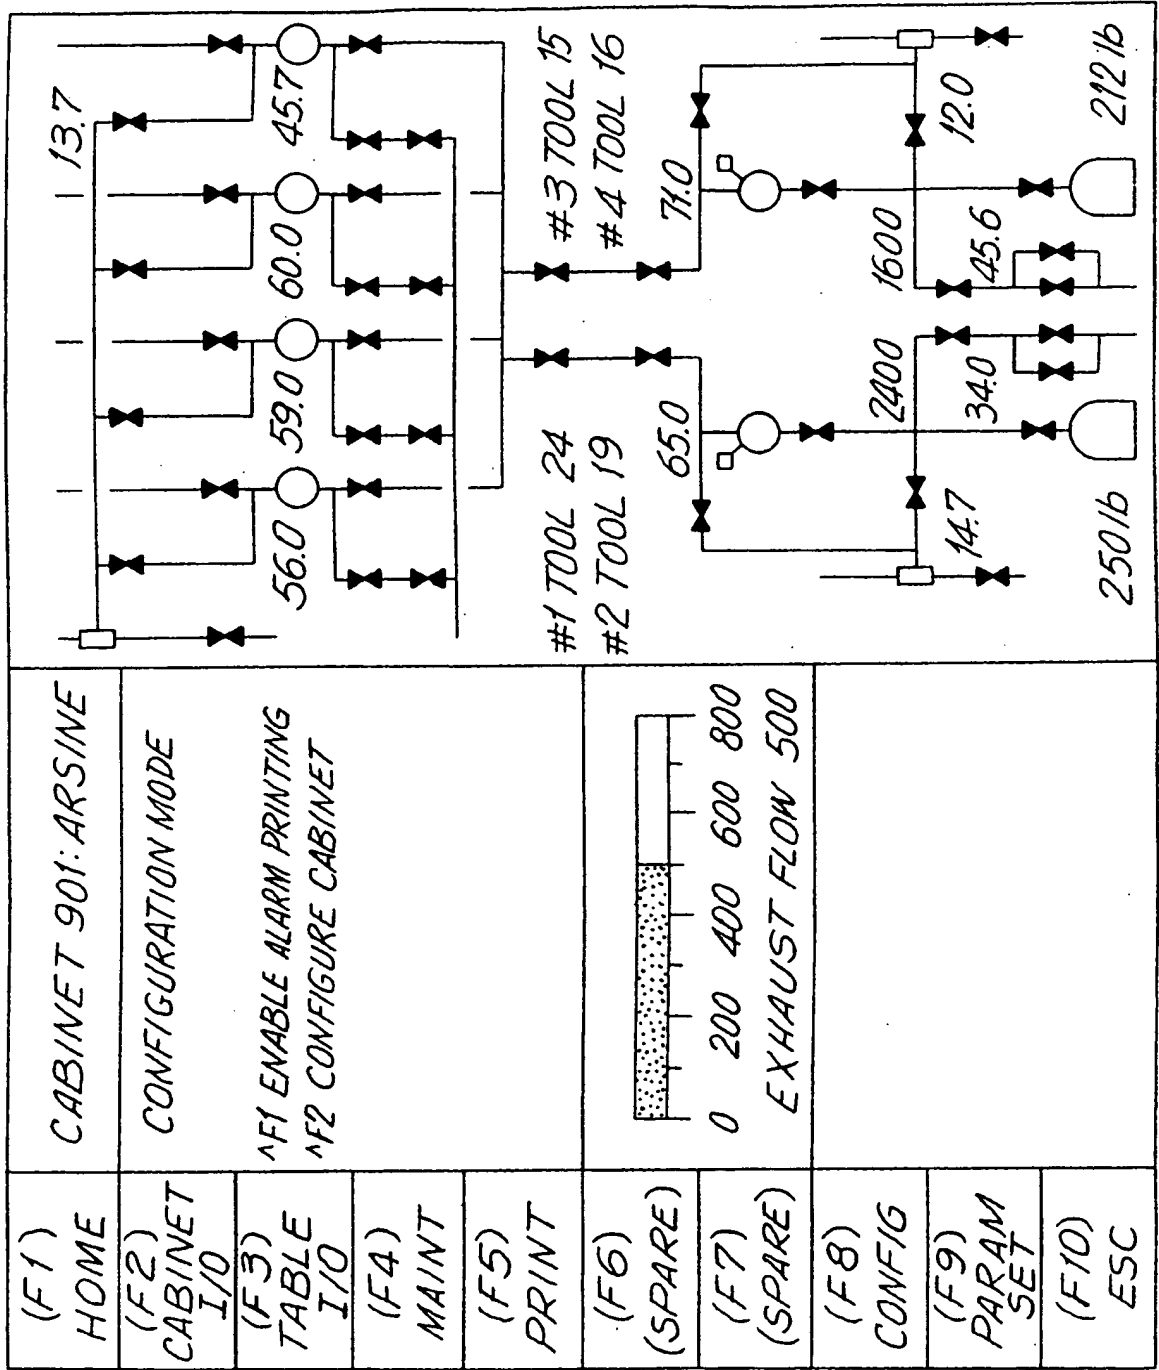 (F1)
HOME
(F2)
CABINET
I/O
(F3)
TABLE
I/O
(F4)
MAINT
(F5)
PRINT
(F6)
(SPARE)
(F7)
(SPARE)
(F8)
CONFIG
(F9)
PARAM
SET
(F10)
ESC
CABINET 901: ARSINE
CONFIGURATION MODE
^F1 ENABLE ALARM PRINTING
^F2 CONFIGURE CABINET
0 200 400 600 800
EXHAUST FLOW 500
13.7
56.0 59.0 60.0 45.7
#1 TOOL 24
#2 TOOL 19
#3 TOOL 15
#4 TOOL 16
65.0 71.0
2400 1600
14.7 34.0 45.6 12.0
250 lb 212 lb